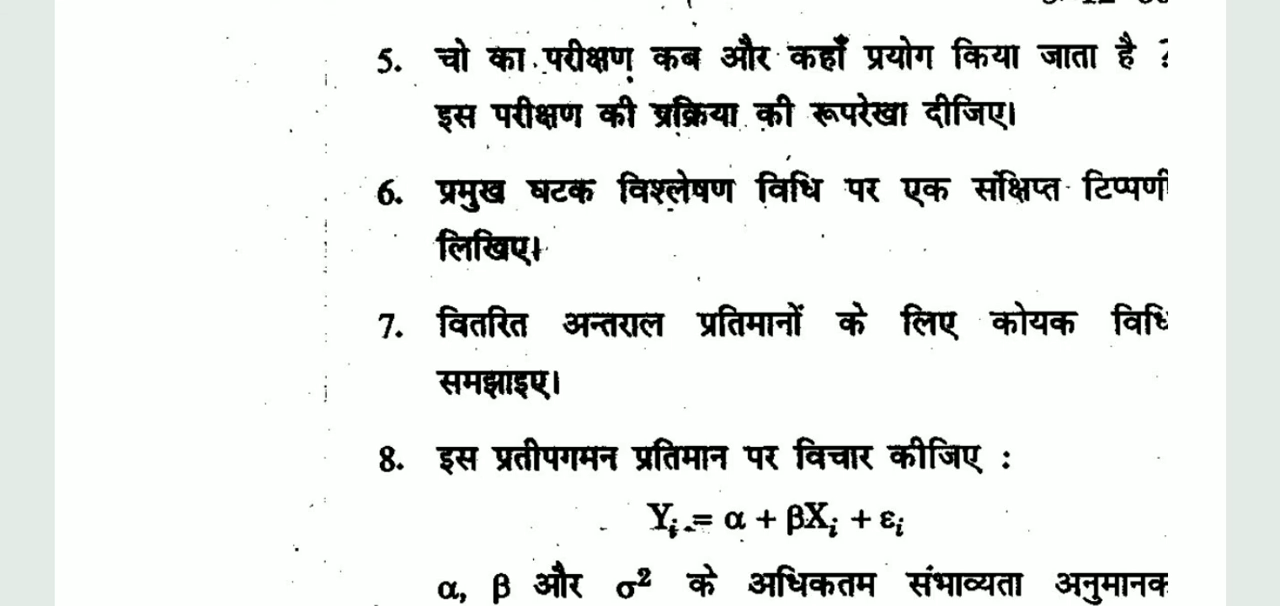 5. चो का परीक्षण कब और कहाँ प्रयोग किया जाता है ?
इस परीक्षण की प्रक्रिया की रूपरेखा दीजिए।
6. प्रमुख घटक विश्लेषण विधि पर एक संक्षिप्त टिप्पणी
लिखिए।
7. वितरित अन्तराल प्रतिमानों के लिए कोयक विधि
समझाइए।
8. इस प्रतीपगमन प्रतिमान पर विचार कीजिए :
Yᵢ = α + βXᵢ + εᵢ
α, β और σ² के अधिकतम संभाव्यता अनुमानक